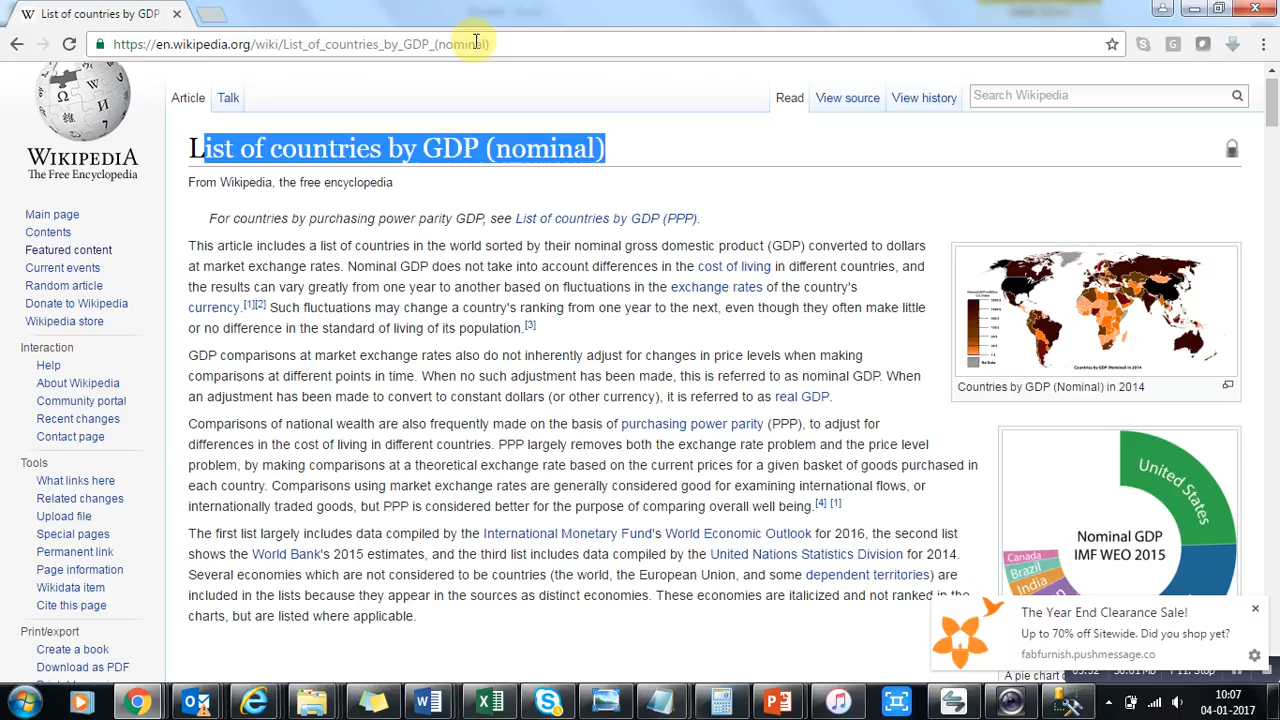 List of countries by GDP
https://en.wikipedia.org/wiki/List_of_countries_by_GDP_(nominal)
Article
Talk
Read
View source
View history
Search Wikipedia
WIKIPEDIA
The Free Encyclopedia
List of countries by GDP (nominal)
From Wikipedia, the free encyclopedia
Main page
Contents
Featured content
Current events
Random article
Donate to Wikipedia
Wikipedia store
Interaction
Help
About Wikipedia
Community portal
Recent changes
Contact page
Tools
What links here
Related changes
Upload file
Special pages
Permanent link
Page information
Wikidata item
Cite this page
Print/export
Create a book
Download as PDF
For countries by purchasing power parity GDP, see List of countries by GDP (PPP).
This article includes a list of countries in the world sorted by their nominal gross domestic product (GDP) converted to dollars
at market exchange rates. Nominal GDP does not take into account differences in the cost of living in different countries, and
the results can vary greatly from one year to another based on fluctuations in the exchange rates of the country's
currency.[1][2] Such fluctuations may change a country's ranking from one year to the next, even though they often make little
or no difference in the standard of living of its population.[3]
GDP comparisons at market exchange rates also do not inherently adjust for changes in price levels when making
comparisons at different points in time. When no such adjustment has been made, this is referred to as nominal GDP. When
an adjustment has been made to convert to constant dollars (or other currency), it is referred to as real GDP.
Comparisons of national wealth are also frequently made on the basis of purchasing power parity (PPP), to adjust for
differences in the cost of living in different countries. PPP largely removes both the exchange rate problem and the price level
problem, by making comparisons at a theoretical exchange rate based on the current prices for a given basket of goods purchased in
each country. Comparisons using market exchange rates are generally considered good for examining international flows, or
internationally traded goods, but PPP is considered better for the purpose of comparing overall well being.[4] [1]
The first list largely includes data compiled by the International Monetary Fund's World Economic Outlook for 2016, the second list
shows the World Bank's 2015 estimates, and the third list includes data compiled by the United Nations Statistics Division for 2014.
Several economies which are not considered to be countries (the world, the European Union, and some dependent territories) are
included in the lists because they appear in the sources as distinct economies. These economies are italicized and not ranked in the
charts, but are listed where applicable.
Countries by GDP (Nominal) in 2014
Countries by GDP (Nominal) in 2014
United States
Nominal GDP
IMF WEO 2015
Canada
Brazil
India
The Year End Clearance Sale!
Up to 70% off Sitewide. Did you shop yet?
fabfurnish.pushmessage.co
A pie chart
10:07
04-01-2017